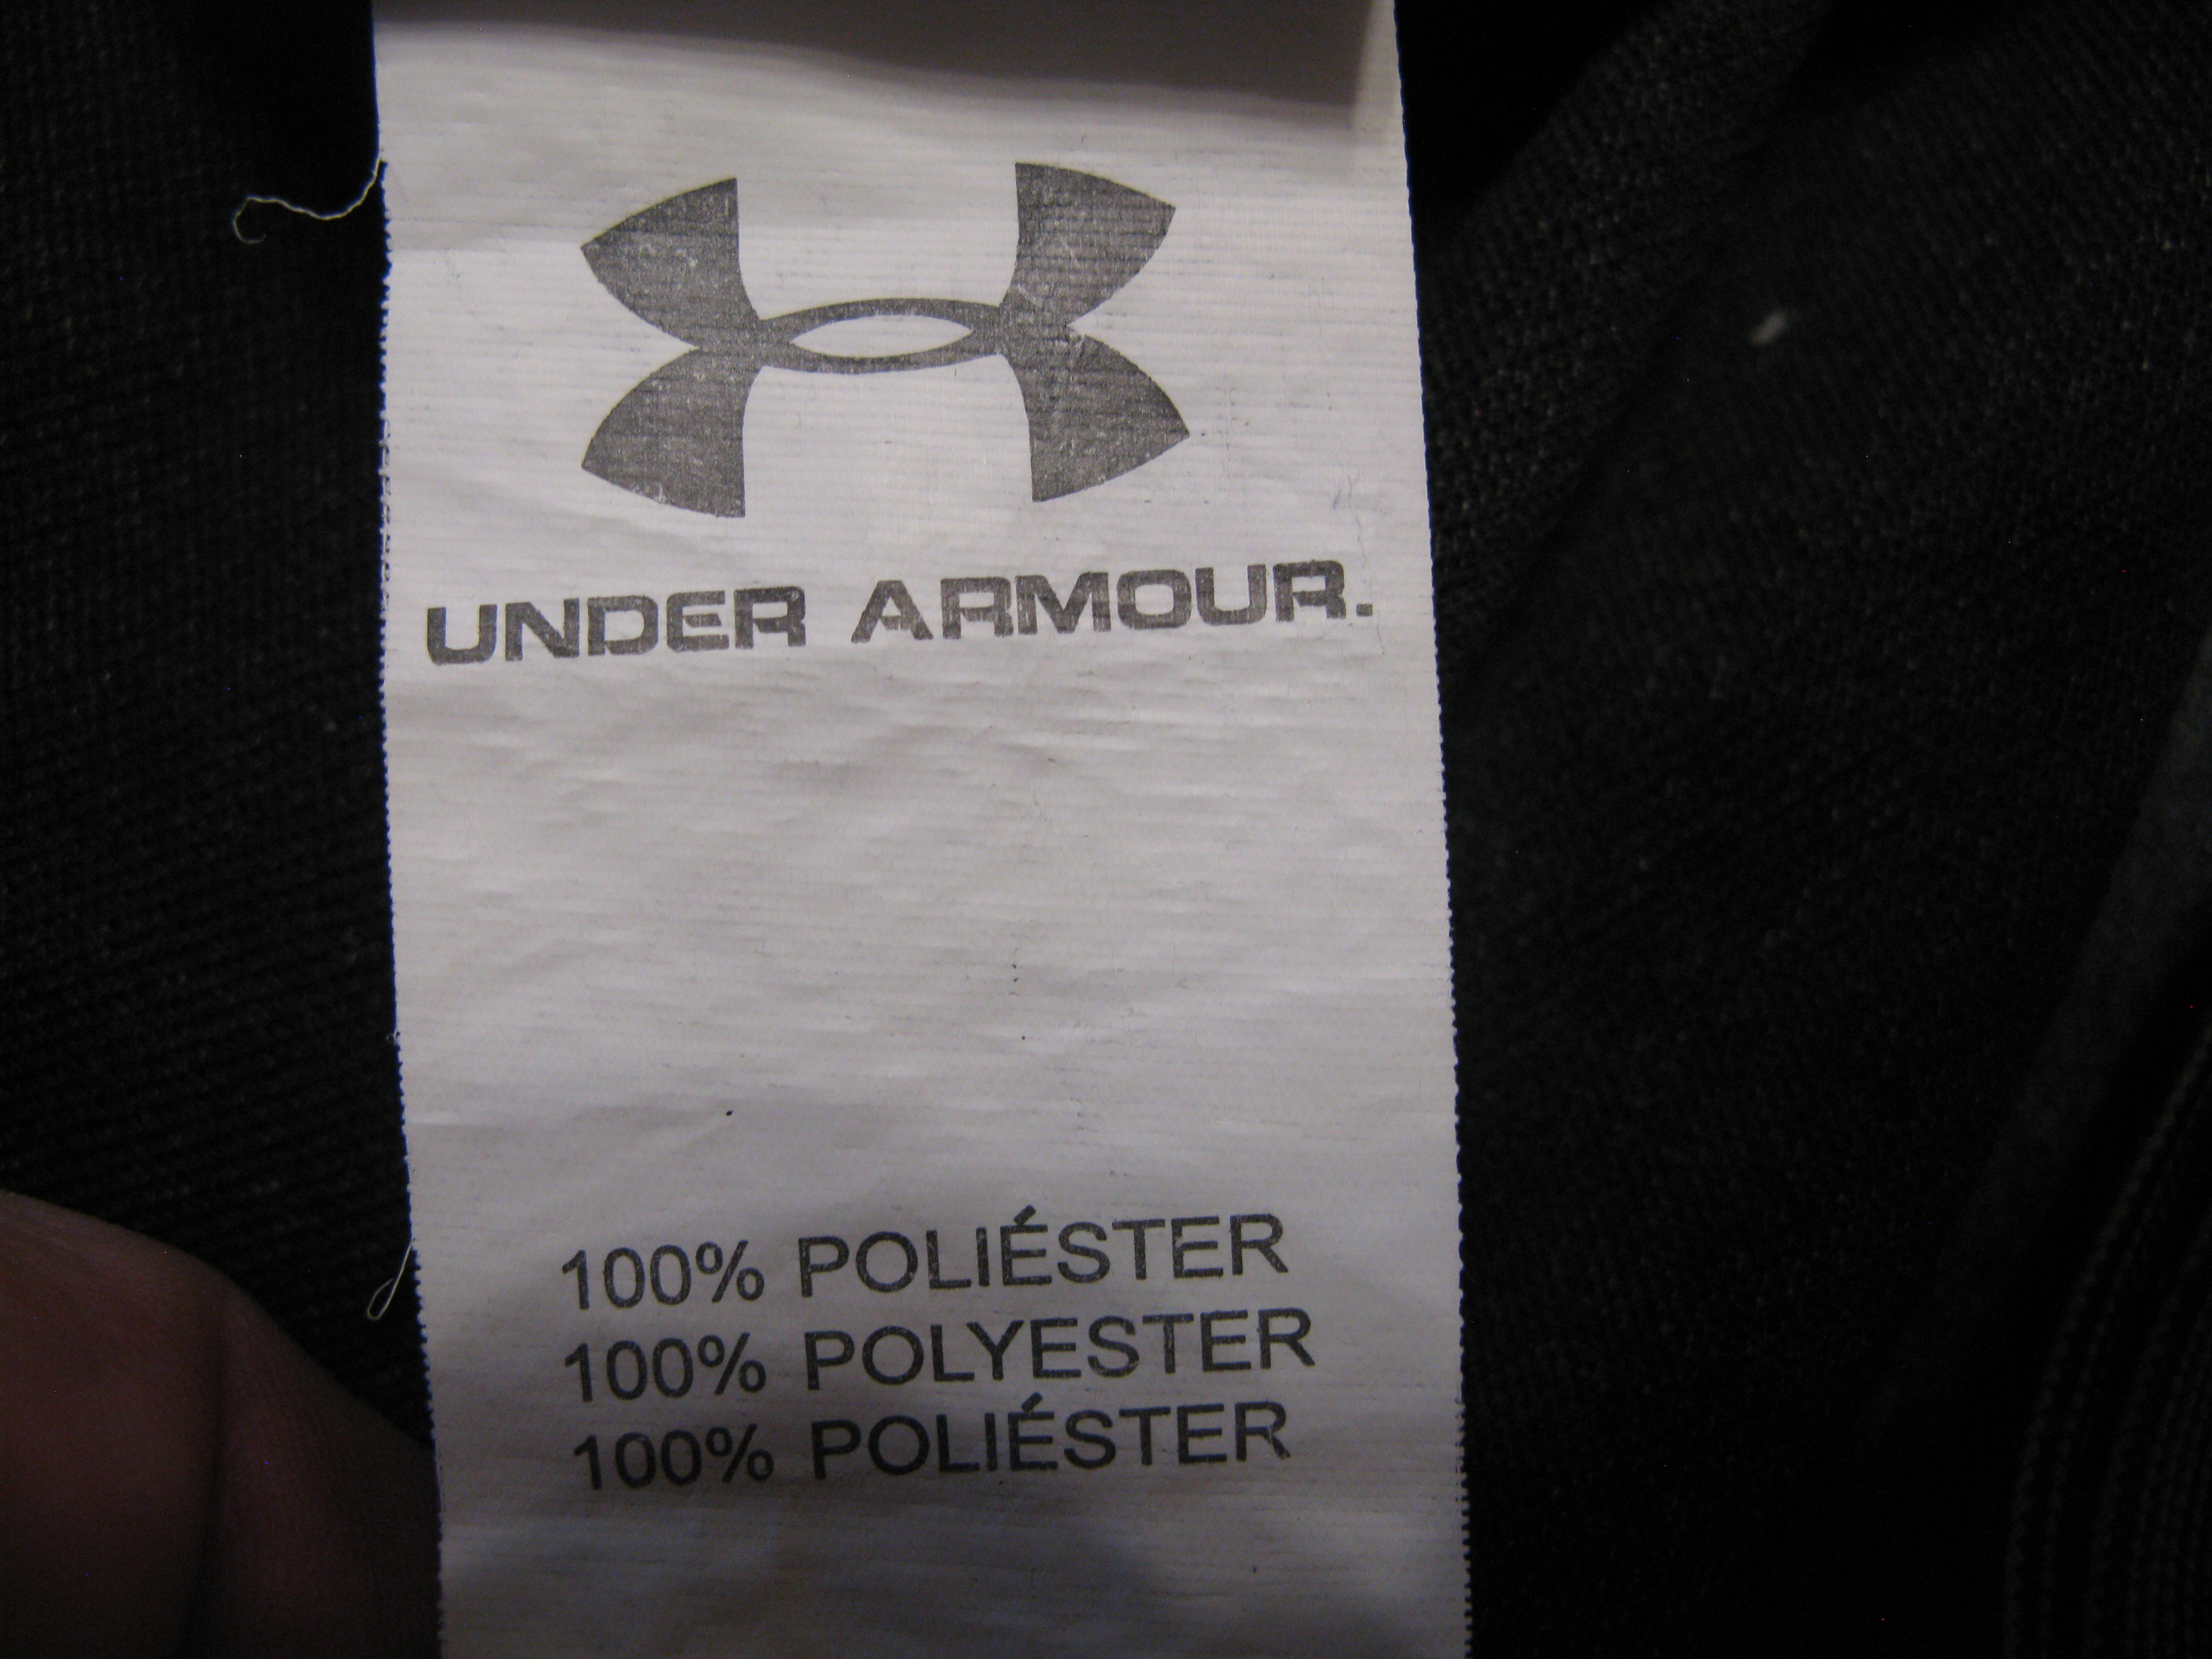 UNDER ARMOUR.
100% POLIÉSTER
100% POLYESTER
100% POLIÉSTER